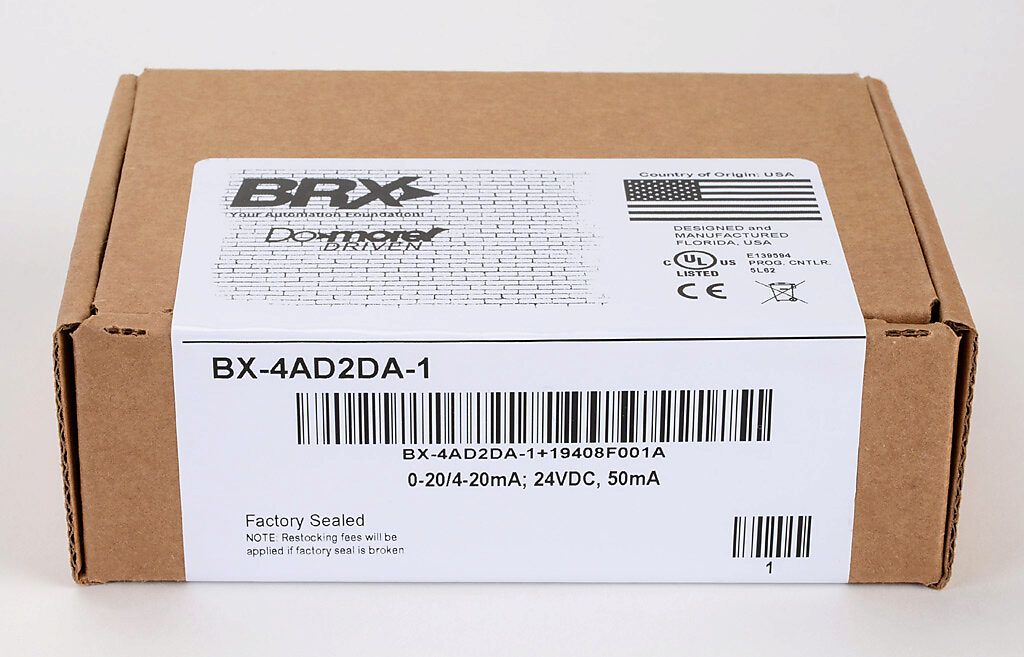 BRX
Your Automation Foundation!
Do-more!
DRIVEN
Country of Origin: USA
DESIGNED and
MANUFACTURED
FLORIDA, USA
C UL US
LISTED
E139594
PROG. CNTLR.
5L62
CE
BX-4AD2DA-1
BX-4AD2DA-1+19408F001A
0-20/4-20mA; 24VDC, 50mA
Factory Sealed
NOTE: Restocking fees will be
applied if factory seal is broken
1